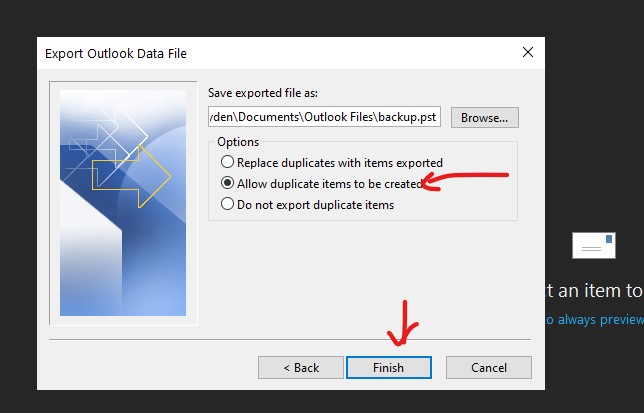 Export Outlook Data File
Save exported file as:
\Documents\Outlook Files\backup.pst
Browse...
Options
Replace duplicates with items exported
Allow duplicate items to be created
Do not export duplicate items
an item to
always preview
< Back
Finish
Cancel